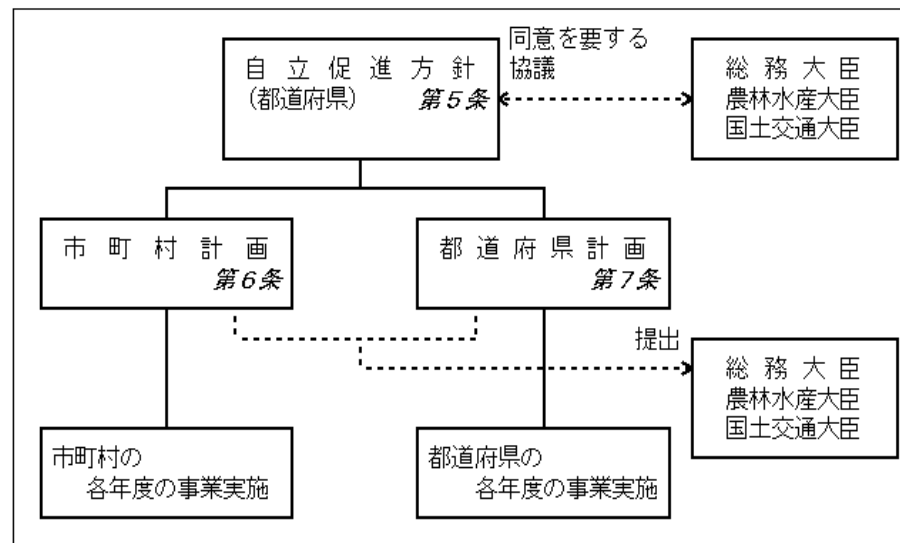 自立促進方針
(都道府県) 第5条
同意を要する
協議
総務大臣
農林水産大臣
国土交通大臣
市町村計画
第6条
都道府県計画
第7条
提出
総務大臣
農林水産大臣
国土交通大臣
市町村の
各年度の事業実施
都道府県の
各年度の事業実施